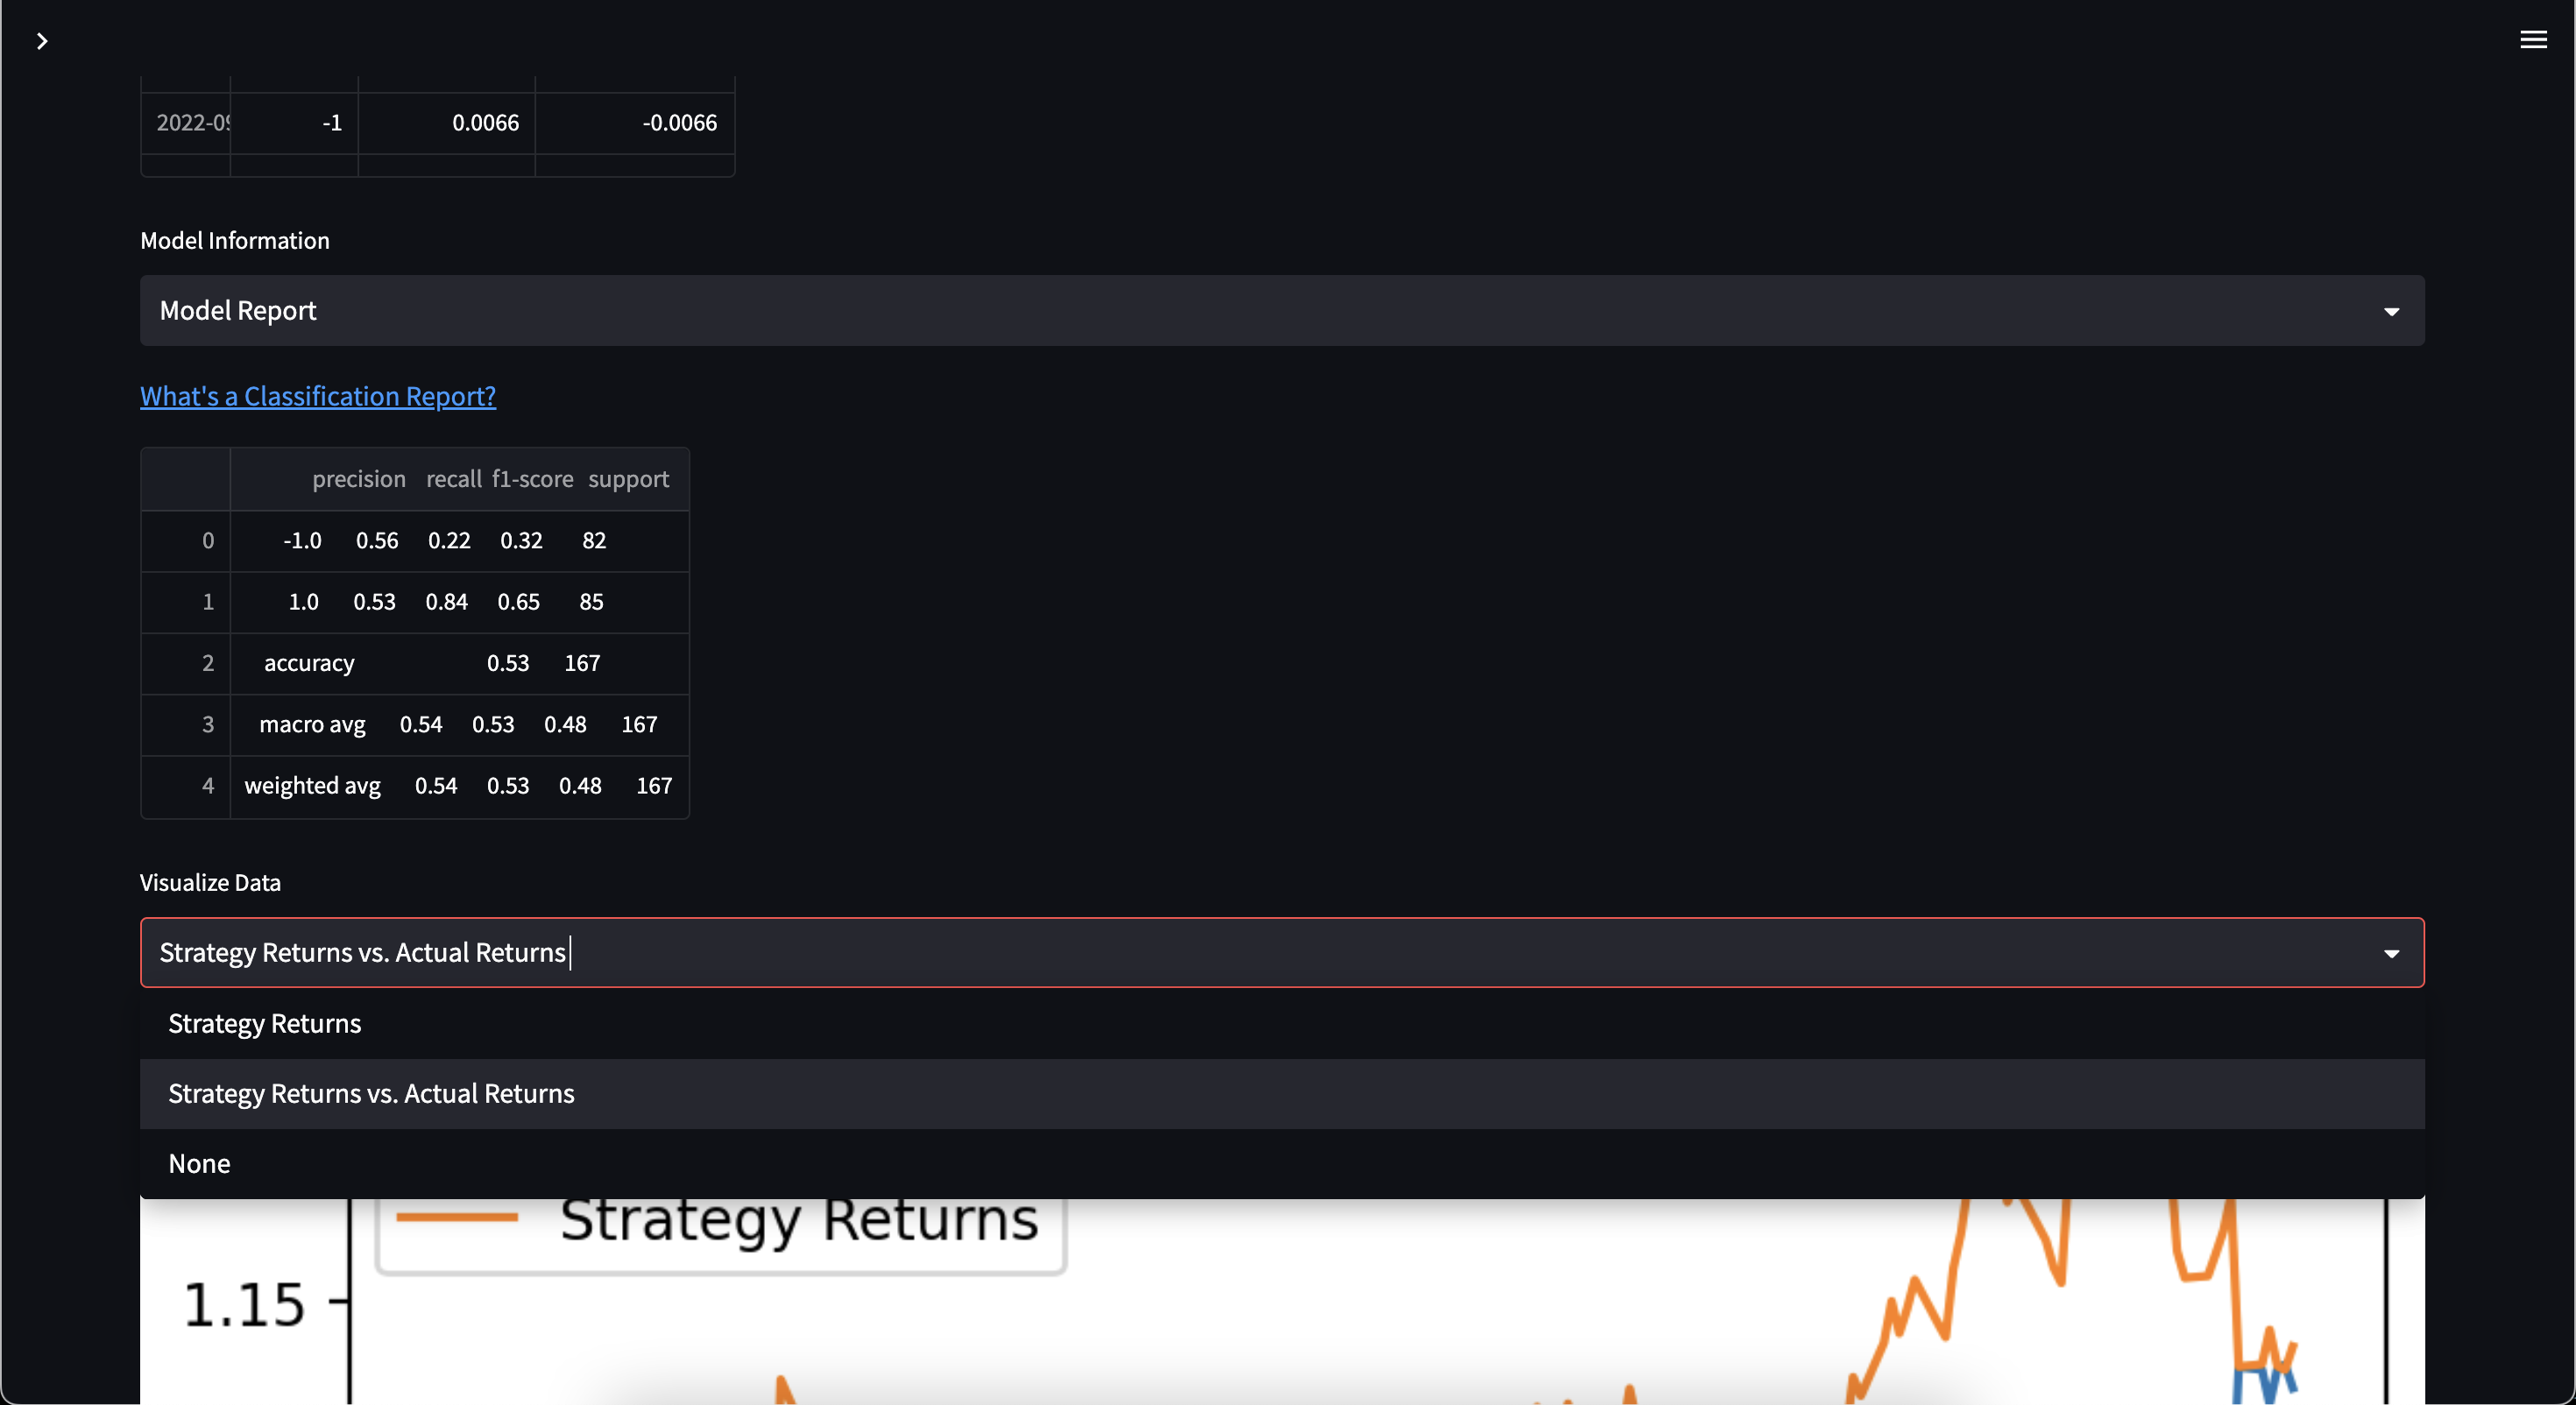 2022-09 -1 0.0066 -0.0066
Model Information
Model Report
What's a Classification Report?
precision recall f1-score support
0 -1.0 0.56 0.22 0.32 82
1 1.0 0.53 0.84 0.65 85
2 accuracy 0.53 167
3 macro avg 0.54 0.53 0.48 167
4 weighted avg 0.54 0.53 0.48 167
Visualize Data
Strategy Returns vs. Actual Returns
Strategy Returns
Strategy Returns vs. Actual Returns
None
Strategy Returns
1.15